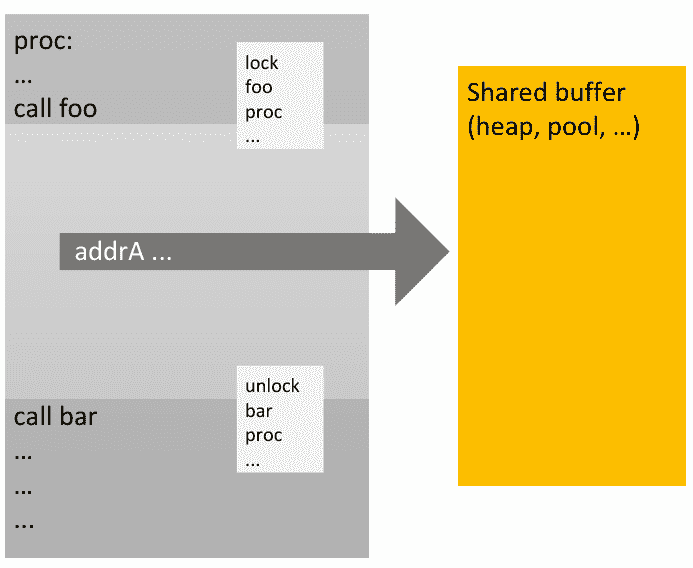 proc:
...
call foo
lock
foo
proc
...
addrA ...
unlock
bar
proc
...
call bar
...
...
...
Shared buffer
(heap, pool, ...)